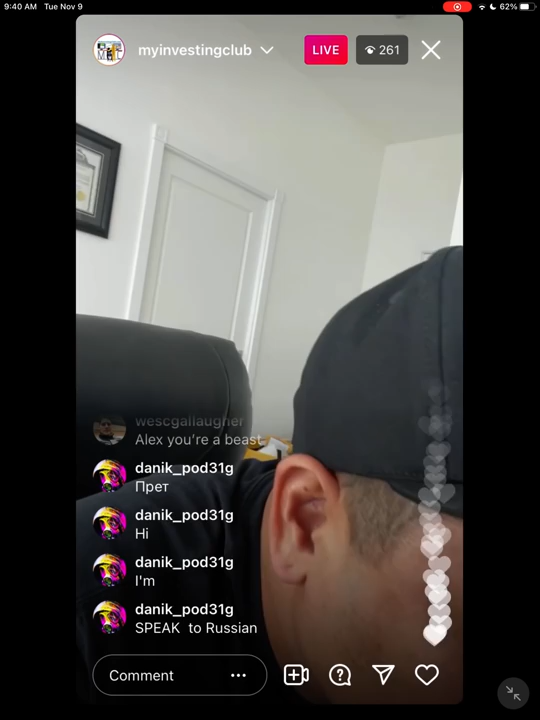 9:40 AM Tue Nov 9
62%
myinvestingclub
LIVE
261
wescgallaugher
Alex you're a beast
danik_pod31g
Прет
danik_pod31g
Hi
danik_pod31g
I'm
danik_pod31g
SPEAK to Russian
Comment